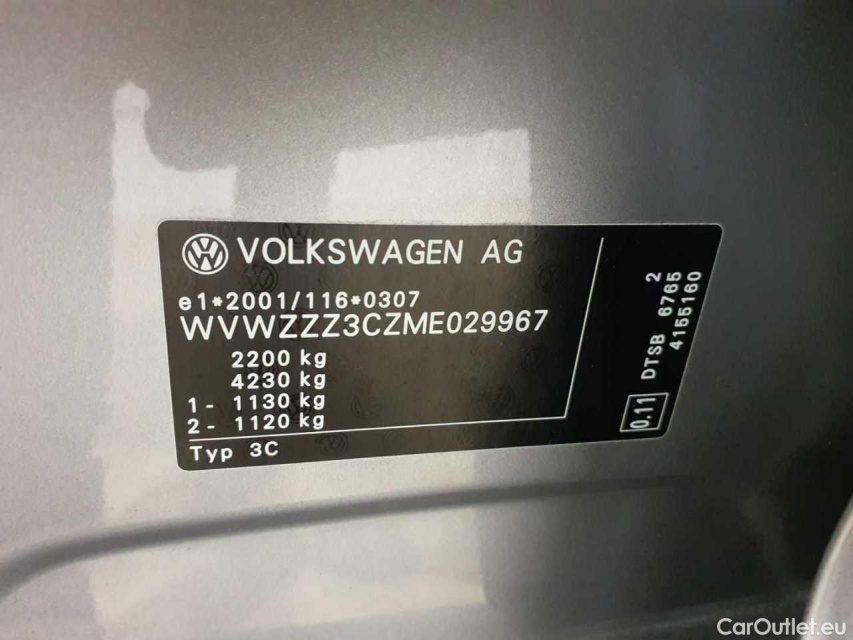 VOLKSWAGEN AG
e1*2001/116*0307
WVWZZZ3CZME029967
2200 kg
4230 kg
1 - 1130 kg
2 - 1120 kg
Typ 3C
2
DTSB 6765
4155160
0.11
CarOutlet.eu